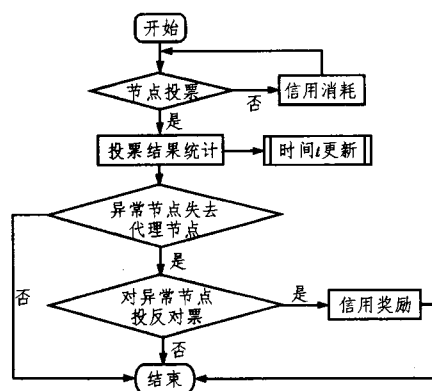 开始
节点投票
否
信用消耗
是
投票结果统计
时间t更新
异常节点失去
代理节点
是
否
对异常节点
投反对票
是
信用奖励
否
结束